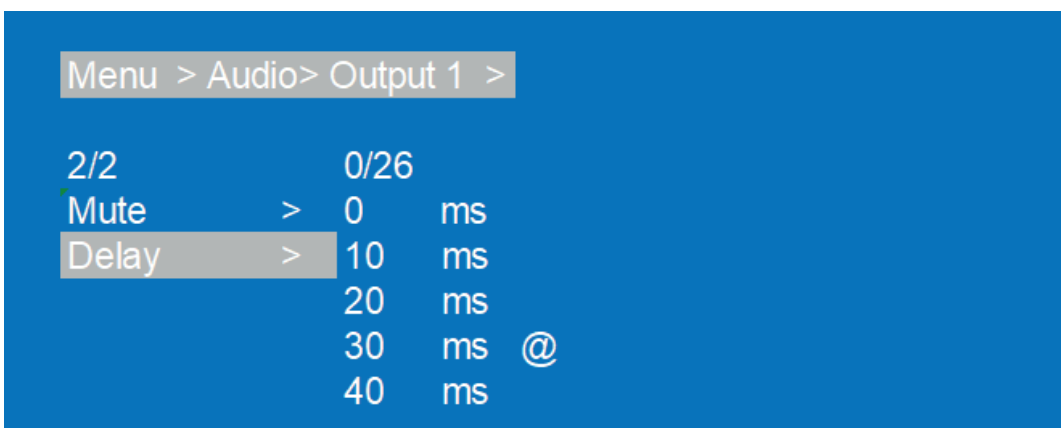 Menu > Audio> Output 1 >
2/2 0/26
Mute > 0 ms
Delay > 10 ms
20 ms
30 ms @
40 ms